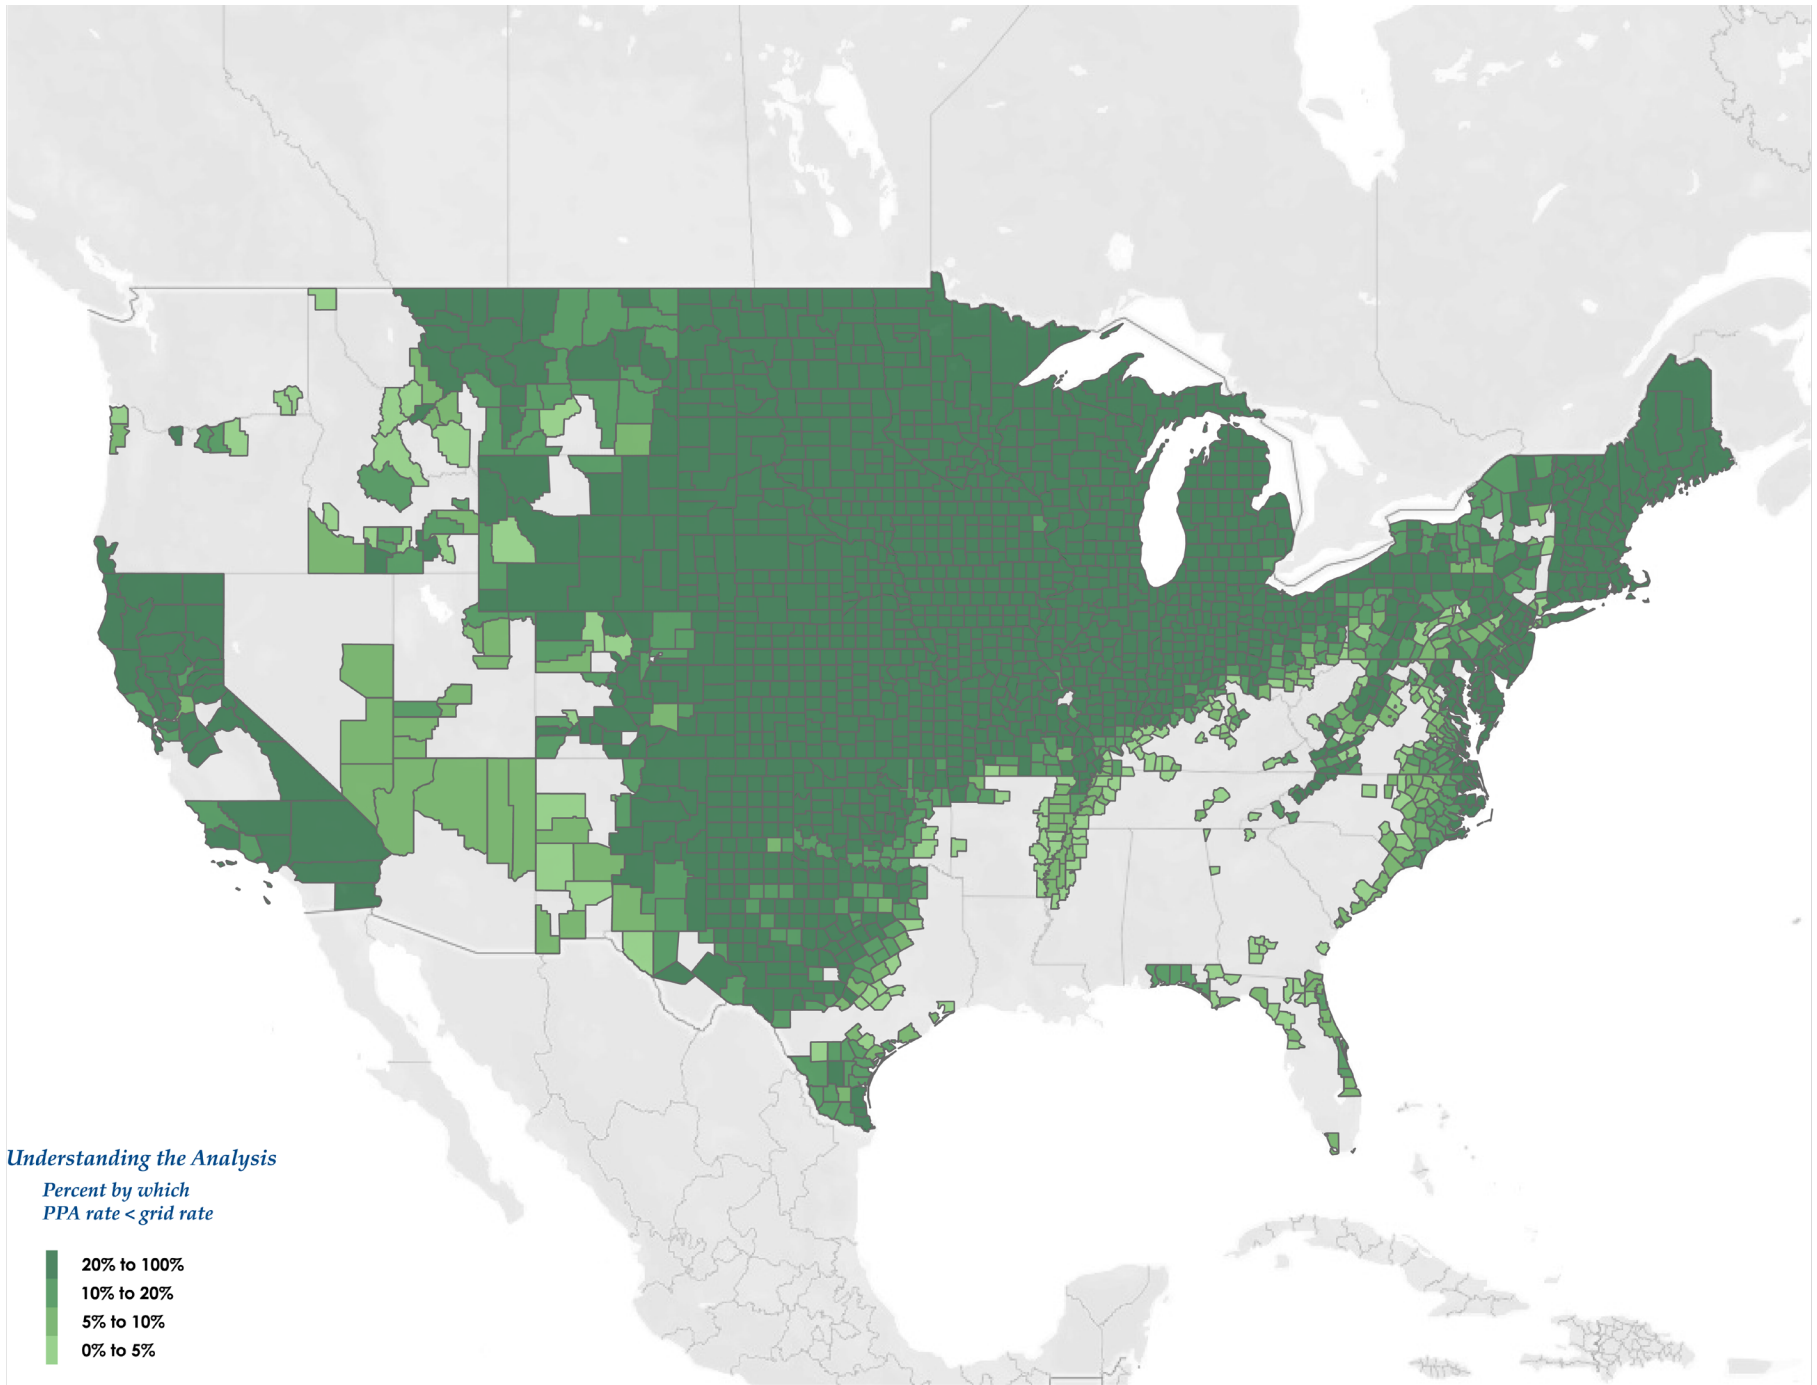 Understanding the Analysis
Percent by which
PPA rate < grid rate
20% to 100%
10% to 20%
5% to 10%
0% to 5%